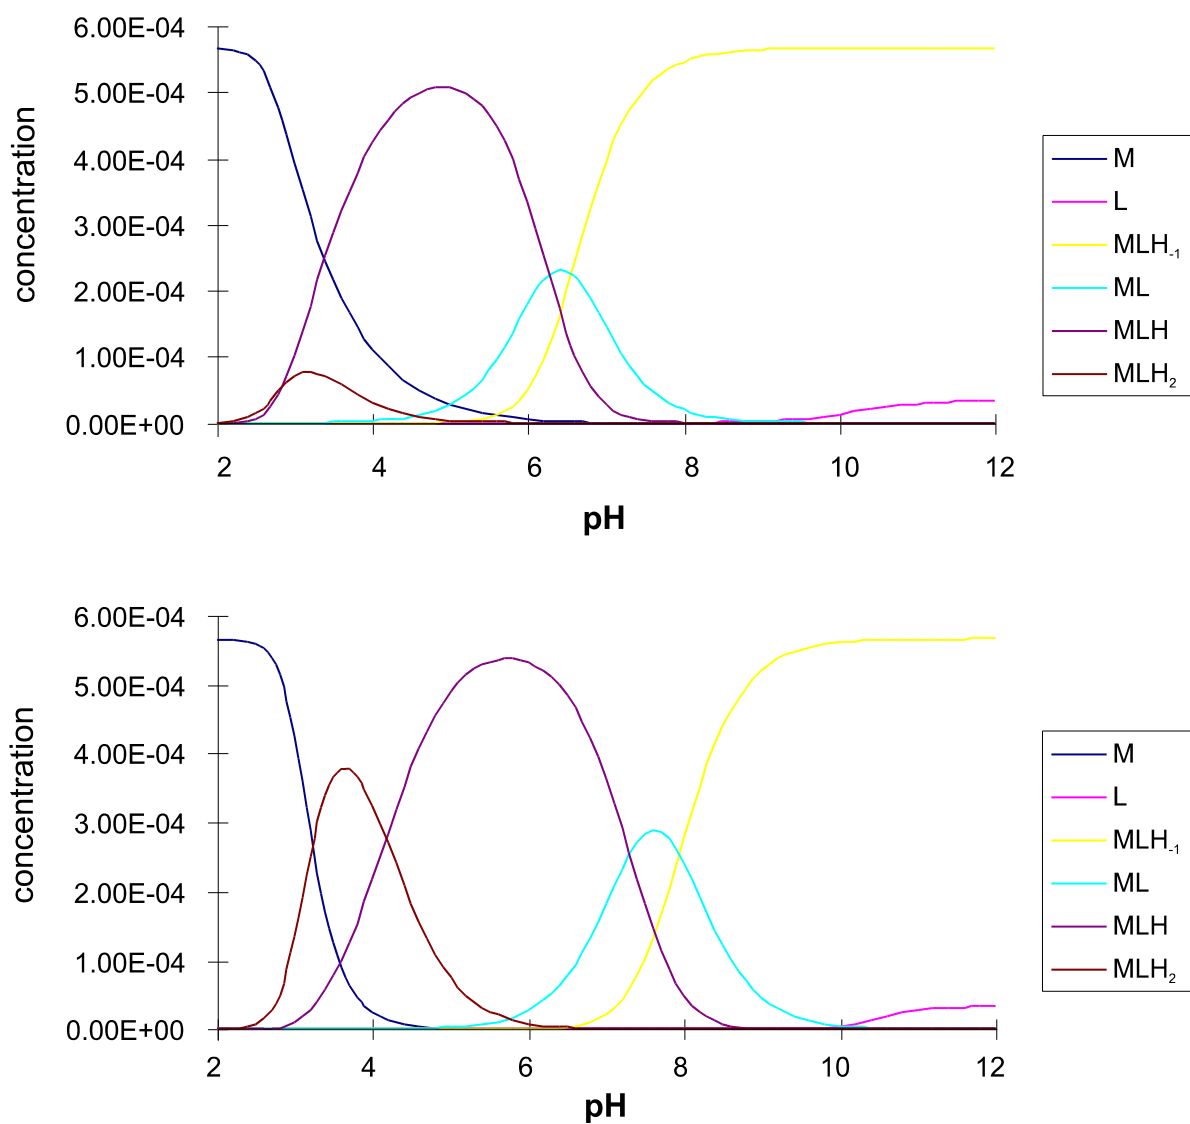 6.00E-04
5.00E-04
4.00E-04
3.00E-04
2.00E-04
1.00E-04
0.00E+00
concentration
2 4 6 8 10 12
pH
M
L
MLH₋₁
ML
MLH
MLH₂
6.00E-04
5.00E-04
4.00E-04
3.00E-04
2.00E-04
1.00E-04
0.00E+00
concentration
2 4 6 8 10 12
pH
M
L
MLH₋₁
ML
MLH
MLH₂